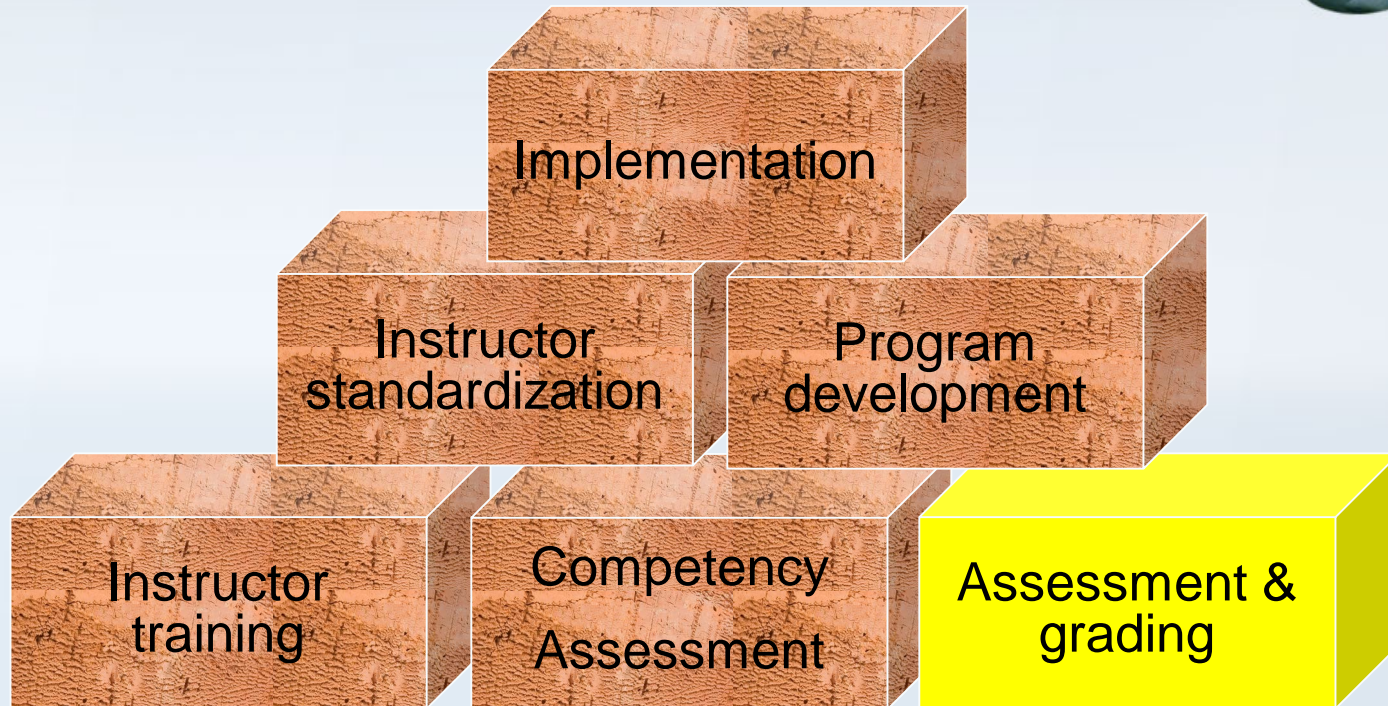 Implementation
Instructor
standardization
Program
development
Instructor
training
Competency
Assessment
Assessment &
grading